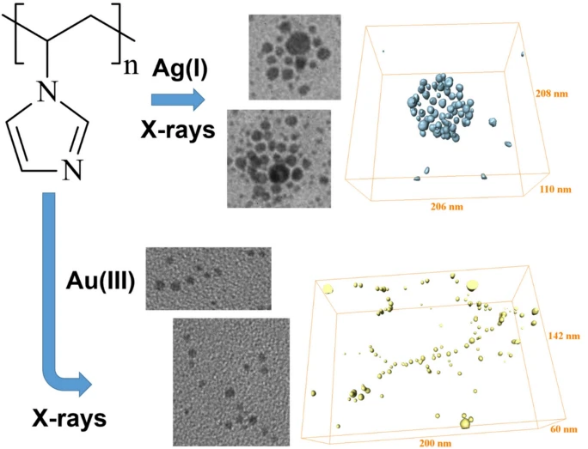 n
N
N
Ag(I)
X-rays
208 nm
110 nm
206 nm
Au(III)
X-rays
142 nm
60 nm
200 nm